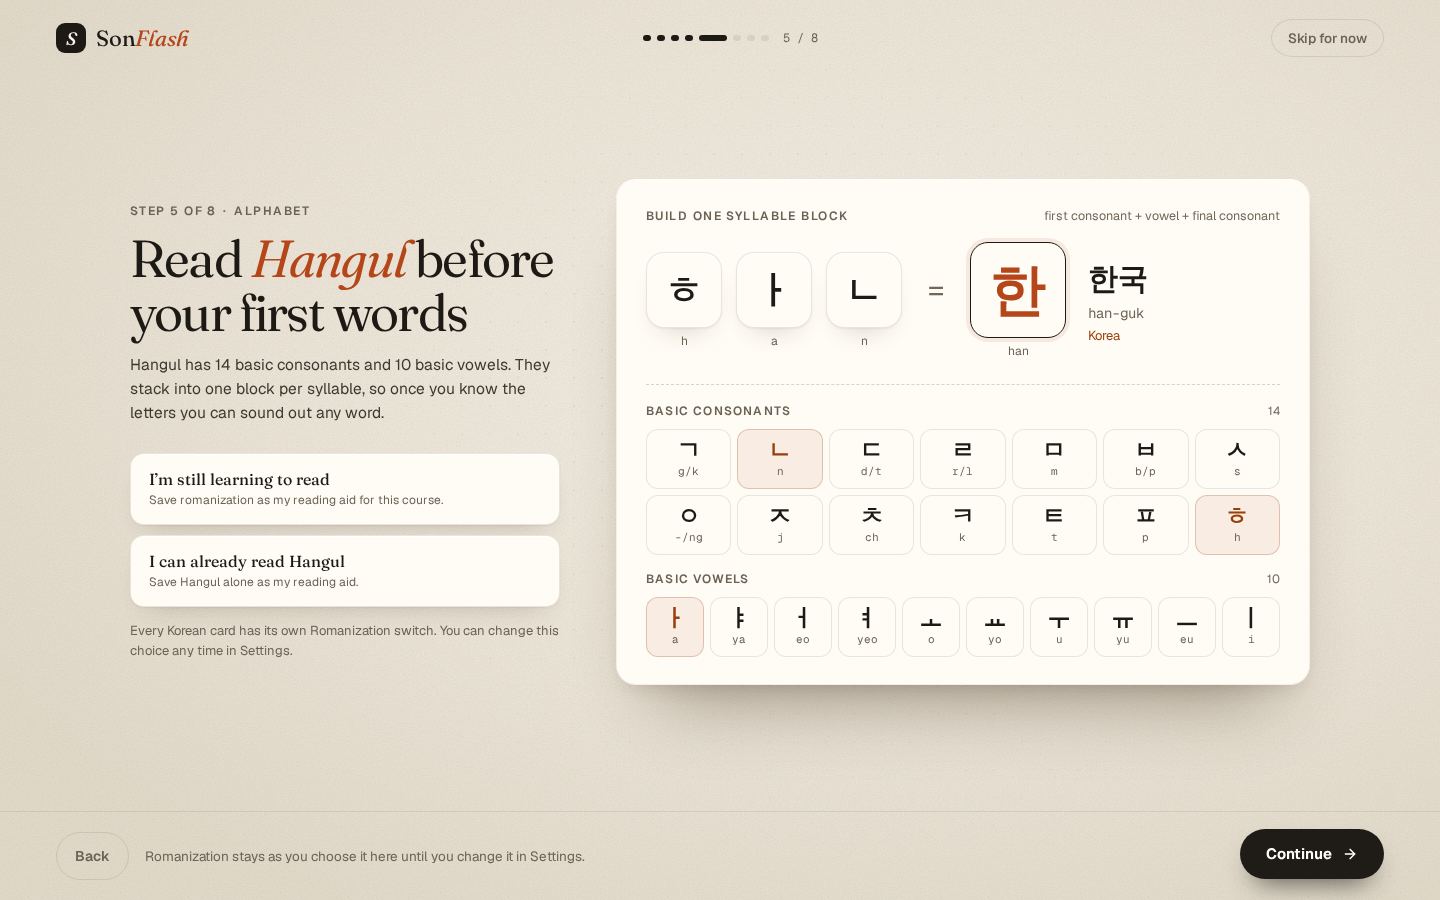 S SonFlash
5 / 8
Skip for now
STEP 5 OF 8 · ALPHABET
Read Hangul before
your first words
Hangul has 14 basic consonants and 10 basic vowels. They
stack into one block per syllable, so once you know the
letters you can sound out any word.
I'm still learning to read
Save romanization as my reading aid for this course.
I can already read Hangul
Save Hangul alone as my reading aid.
Every Korean card has its own Romanization switch. You can change this
choice any time in Settings.
BUILD ONE SYLLABLE BLOCK
first consonant + vowel + final consonant
ㅎ ㅏ ㄴ = 한
h a n han
한국
han-guk
Korea
BASIC CONSONANTS 14
ㄱ ㄴ ㄷ ㄹ ㅁ ㅂ ㅅ
g/k n d/t r/l m b/p s
ㅇ ㅈ ㅊ ㅋ ㅌ ㅍ ㅎ
-/ng j ch k t p h
BASIC VOWELS 10
ㅏ ㅑ ㅓ ㅕ ㅗ ㅛ ㅜ ㅠ ㅡ ㅣ
a ya eo yeo o yo u yu eu i
Back
Romanization stays as you choose it here until you change it in Settings.
Continue →